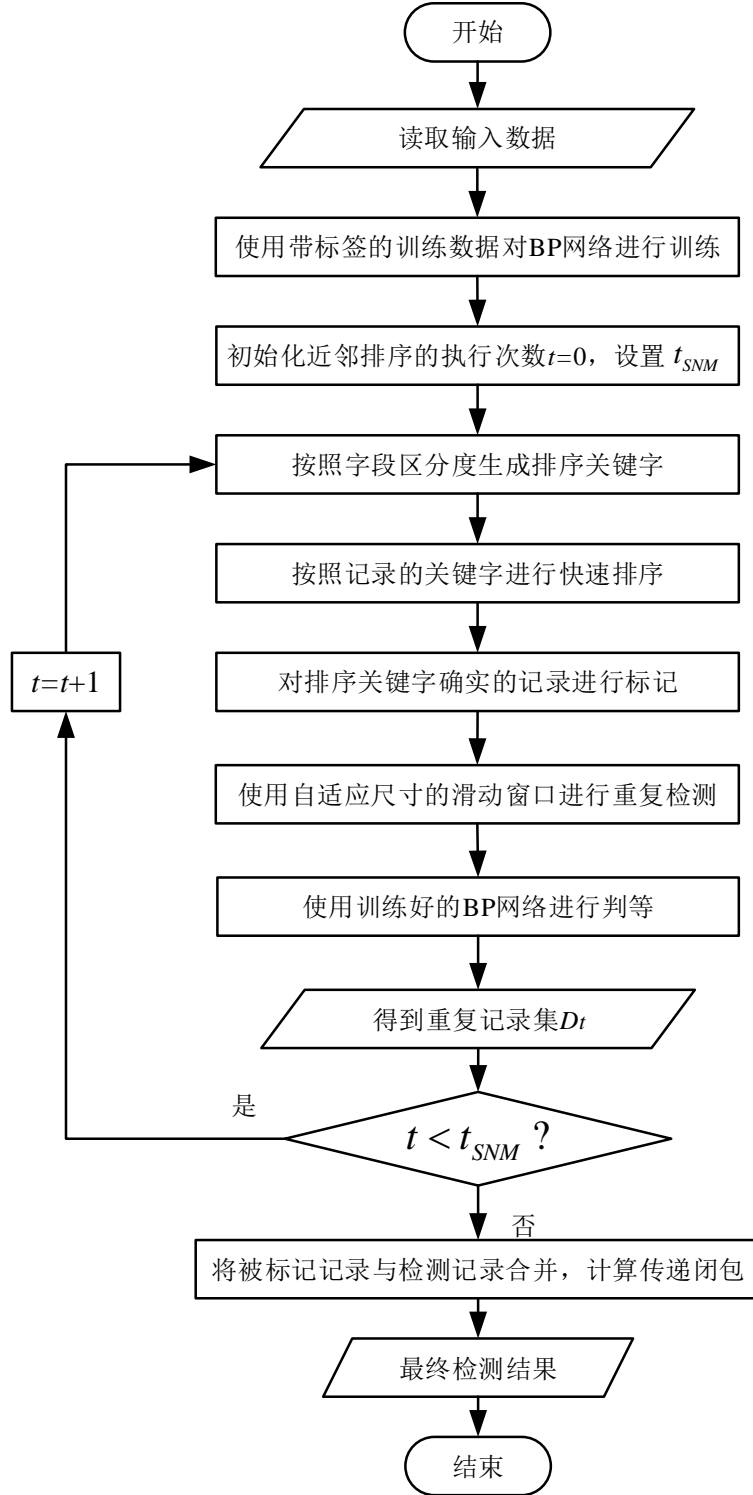 开始
读取输入数据
使用带标签的训练数据对BP网络进行训练
初始化近邻排序的执行次数t=0，设置 t_SNM
按照字段区分度生成排序关键字
按照记录的关键字进行快速排序
t=t+1
对排序关键字确实的记录进行标记
使用自适应尺寸的滑动窗口进行重复检测
使用训练好的BP网络进行判等
得到重复记录集Dt
是
t < t_SNM ?
否
将被标记记录与检测记录合并，计算传递闭包
最终检测结果
结束